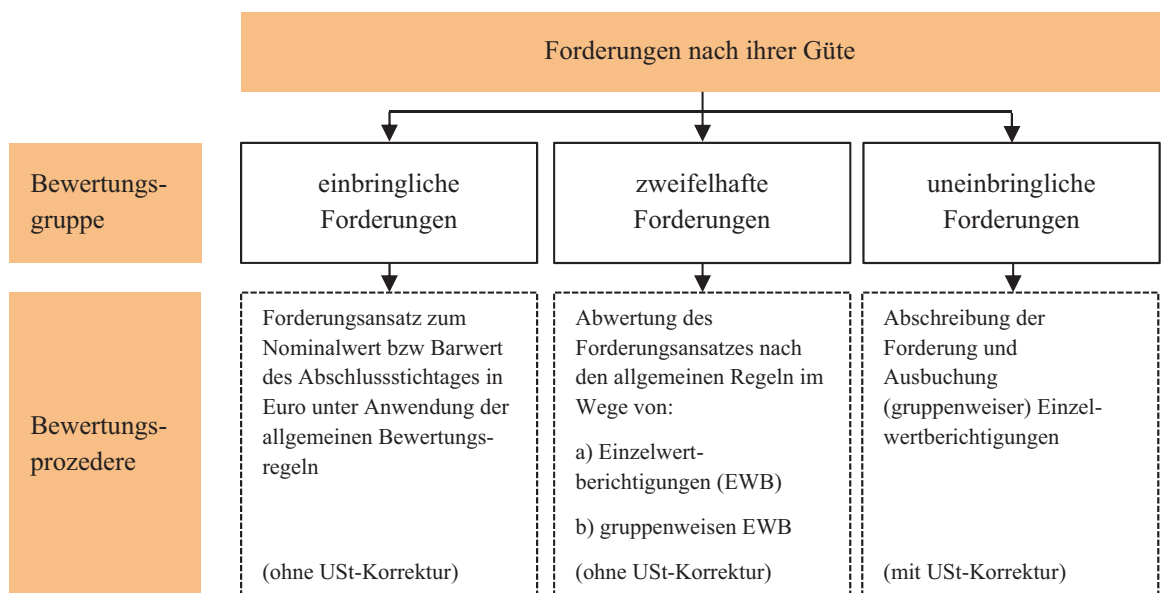 Forderungen nach ihrer Güte
Bewertungs-
gruppe
einbringliche
Forderungen
zweifelhafte
Forderungen
uneinbringliche
Forderungen
Bewertungs-
prozedere
Forderungsansatz zum
Nominalwert bzw Barwert
des Abschlussstichtages in
Euro unter Anwendung der
allgemeinen Bewertungs-
regeln
(ohne USt-Korrektur)
Abwertung des
Forderungsansatzes nach
den allgemeinen Regeln im
Wege von:
a) Einzelwert-
berichtigungen (EWB)
b) gruppenweisen EWB
(ohne USt-Korrektur)
Abschreibung der
Forderung und
Ausbuchung
(gruppenweiser) Einzel-
wertberichtigungen
(mit USt-Korrektur)